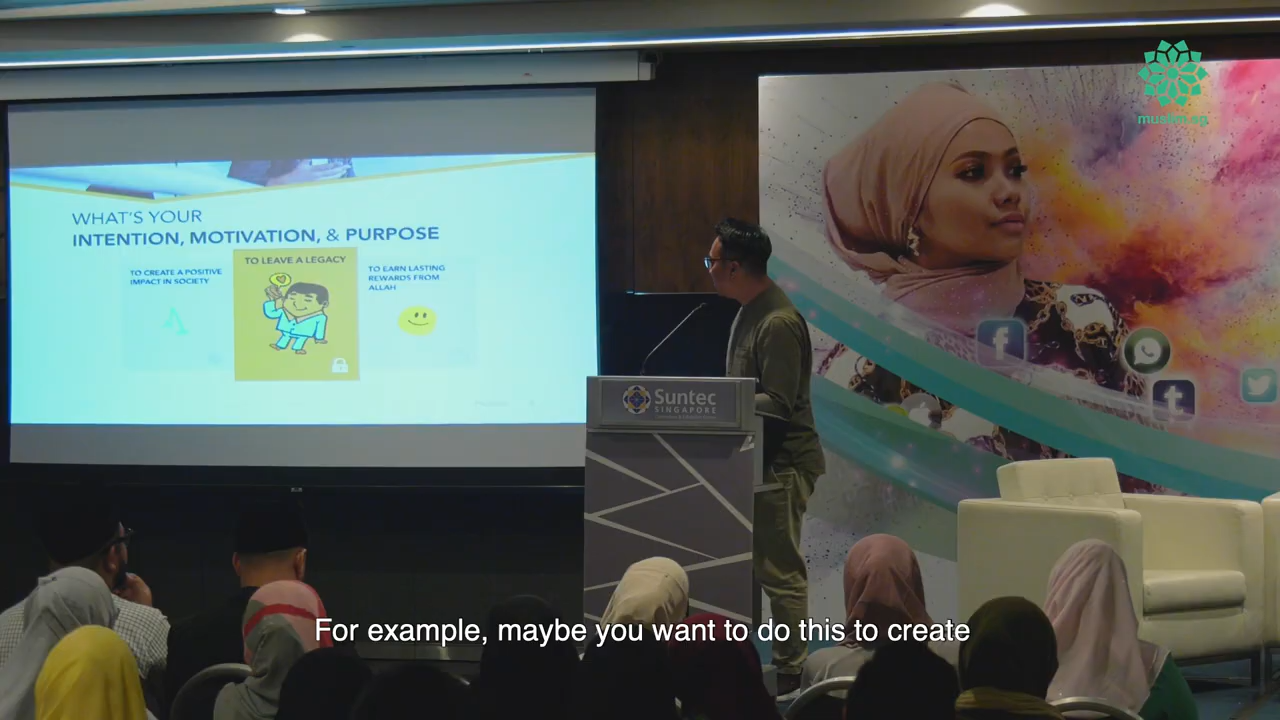 muslim.sg
WHAT'S YOUR
INTENTION, MOTIVATION, & PURPOSE
TO CREATE A POSITIVE
IMPACT IN SOCIETY
TO LEAVE A LEGACY
TO EARN LASTING
REWARDS FROM
ALLAH
Suntec
SINGAPORE
For example, maybe you want to do this to create